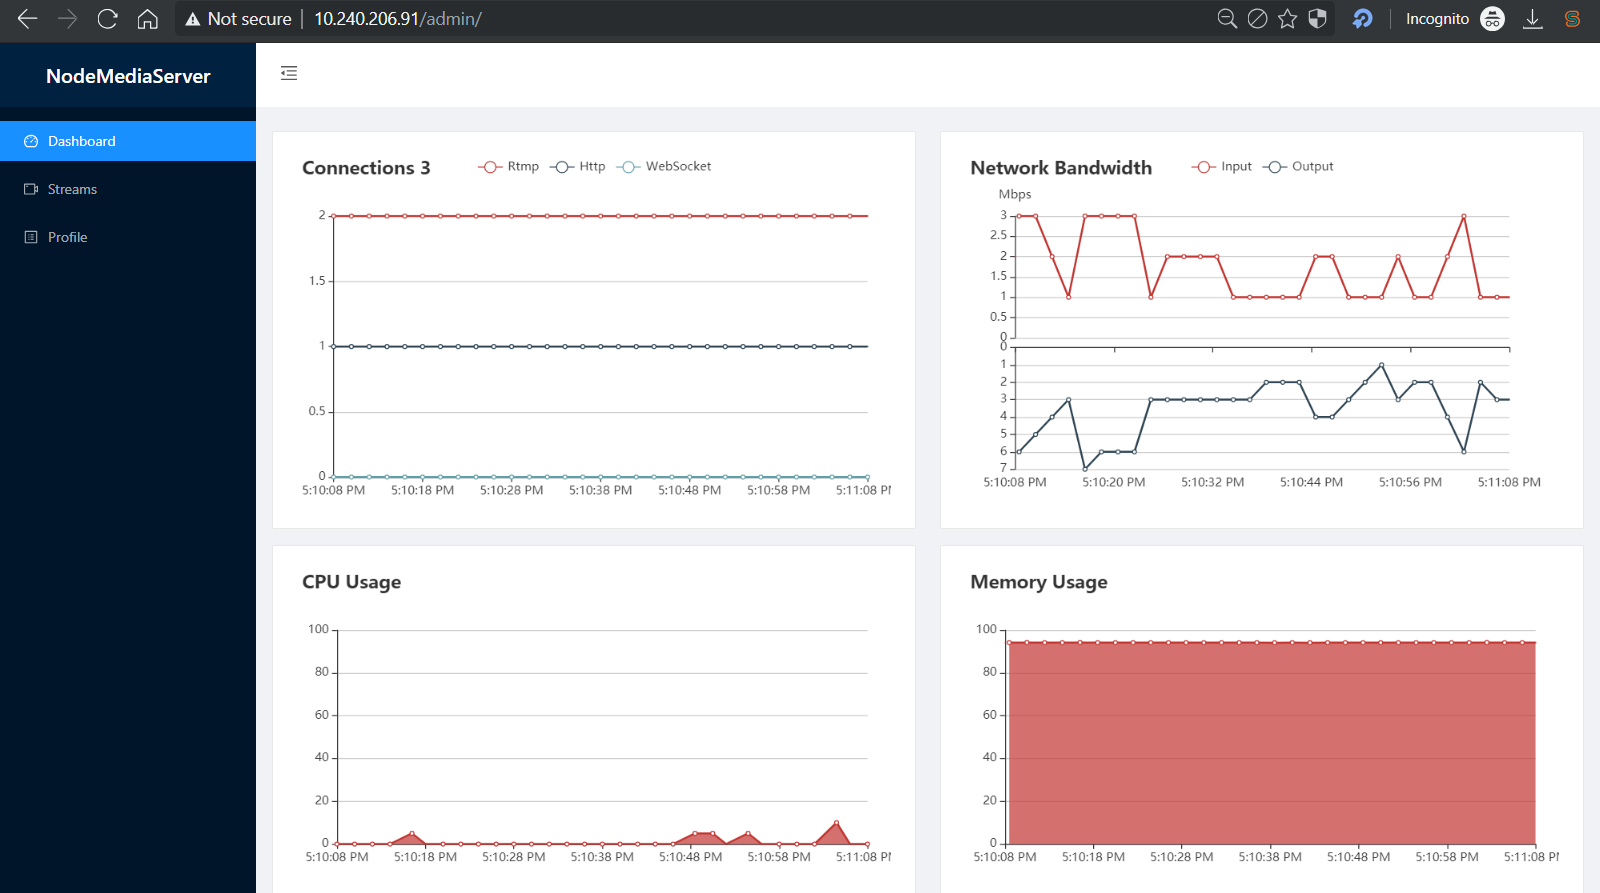 Not secure 10.240.206.91/admin/ Incognito
NodeMediaServer
Dashboard
Streams
Profile
Connections 3 Rtmp Http WebSocket
2
1.5
1
0.5
0
5:10:08 PM 5:10:18 PM 5:10:28 PM 5:10:38 PM 5:10:48 PM 5:10:58 PM 5:11:08 PM
Network Bandwidth Input Output
Mbps
3
2.5
2
1.5
1
0.5
0
0
1
2
3
4
5
6
7
5:10:08 PM 5:10:20 PM 5:10:32 PM 5:10:44 PM 5:10:56 PM 5:11:08 PM
CPU Usage
100
80
60
40
20
0
5:10:08 PM 5:10:18 PM 5:10:28 PM 5:10:38 PM 5:10:48 PM 5:10:58 PM 5:11:08 PM
Memory Usage
100
80
60
40
20
0
5:10:08 PM 5:10:18 PM 5:10:28 PM 5:10:38 PM 5:10:48 PM 5:10:58 PM 5:11:08 PM